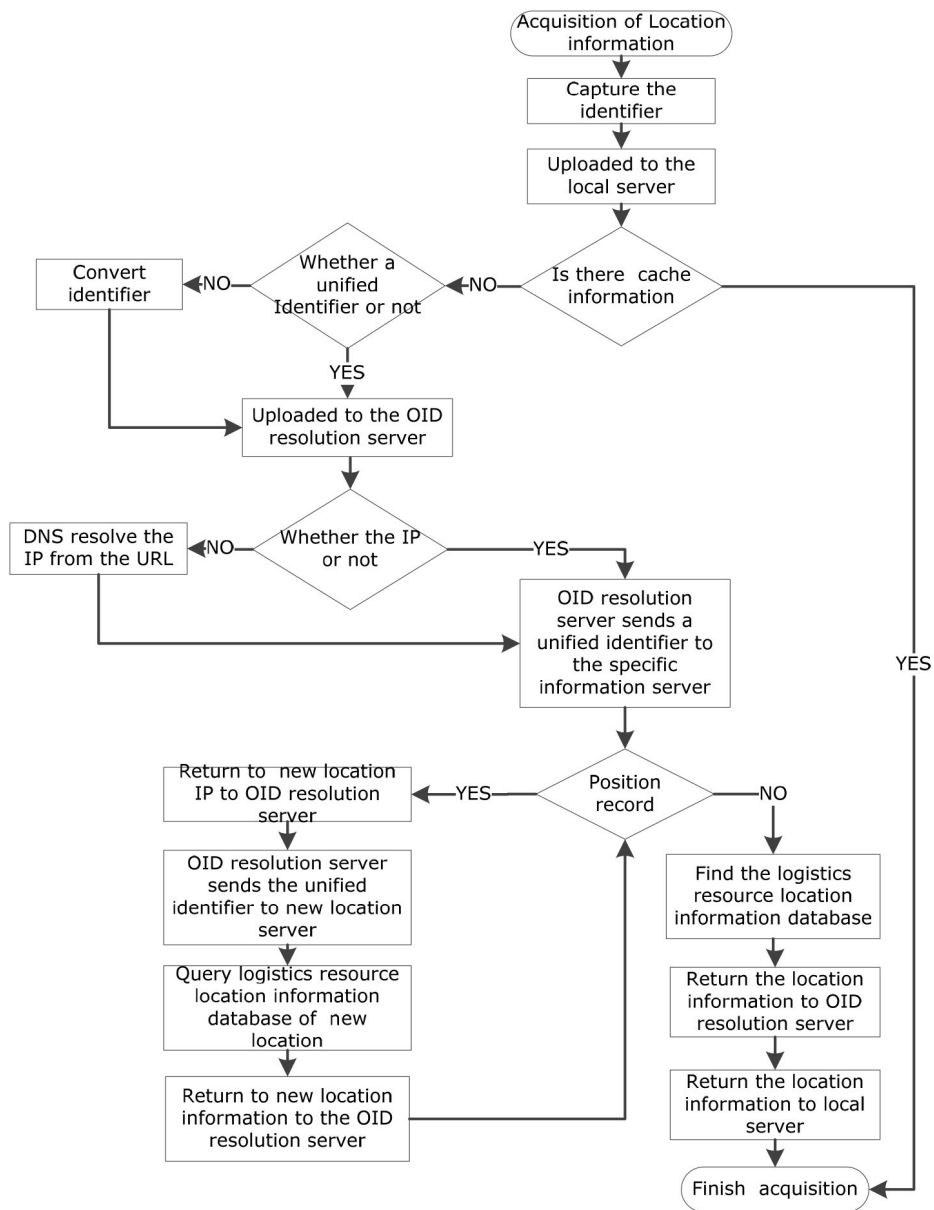 Acquisition of Location
information
Capture the
identifier
Uploaded to the
local server
Is there cache
information
NO
Whether a
unified
Identifier or not
NO
Convert
identifier
YES
Uploaded to the OID
resolution server
Whether the IP
or not
NO
DNS resolve the
IP from the URL
YES
OID resolution
server sends a
unified identifier to
the specific
information server
YES
Position
record
YES
Return to new location
IP to OID resolution
server
OID resolution server
sends the unified
identifier to new location
server
Query logistics resource
location information
database of new
location
Return to new location
information to the OID
resolution server
NO
Find the logistics
resource location
information database
Return the location
information to OID
resolution server
Return the location
information to local
server
Finish acquisition